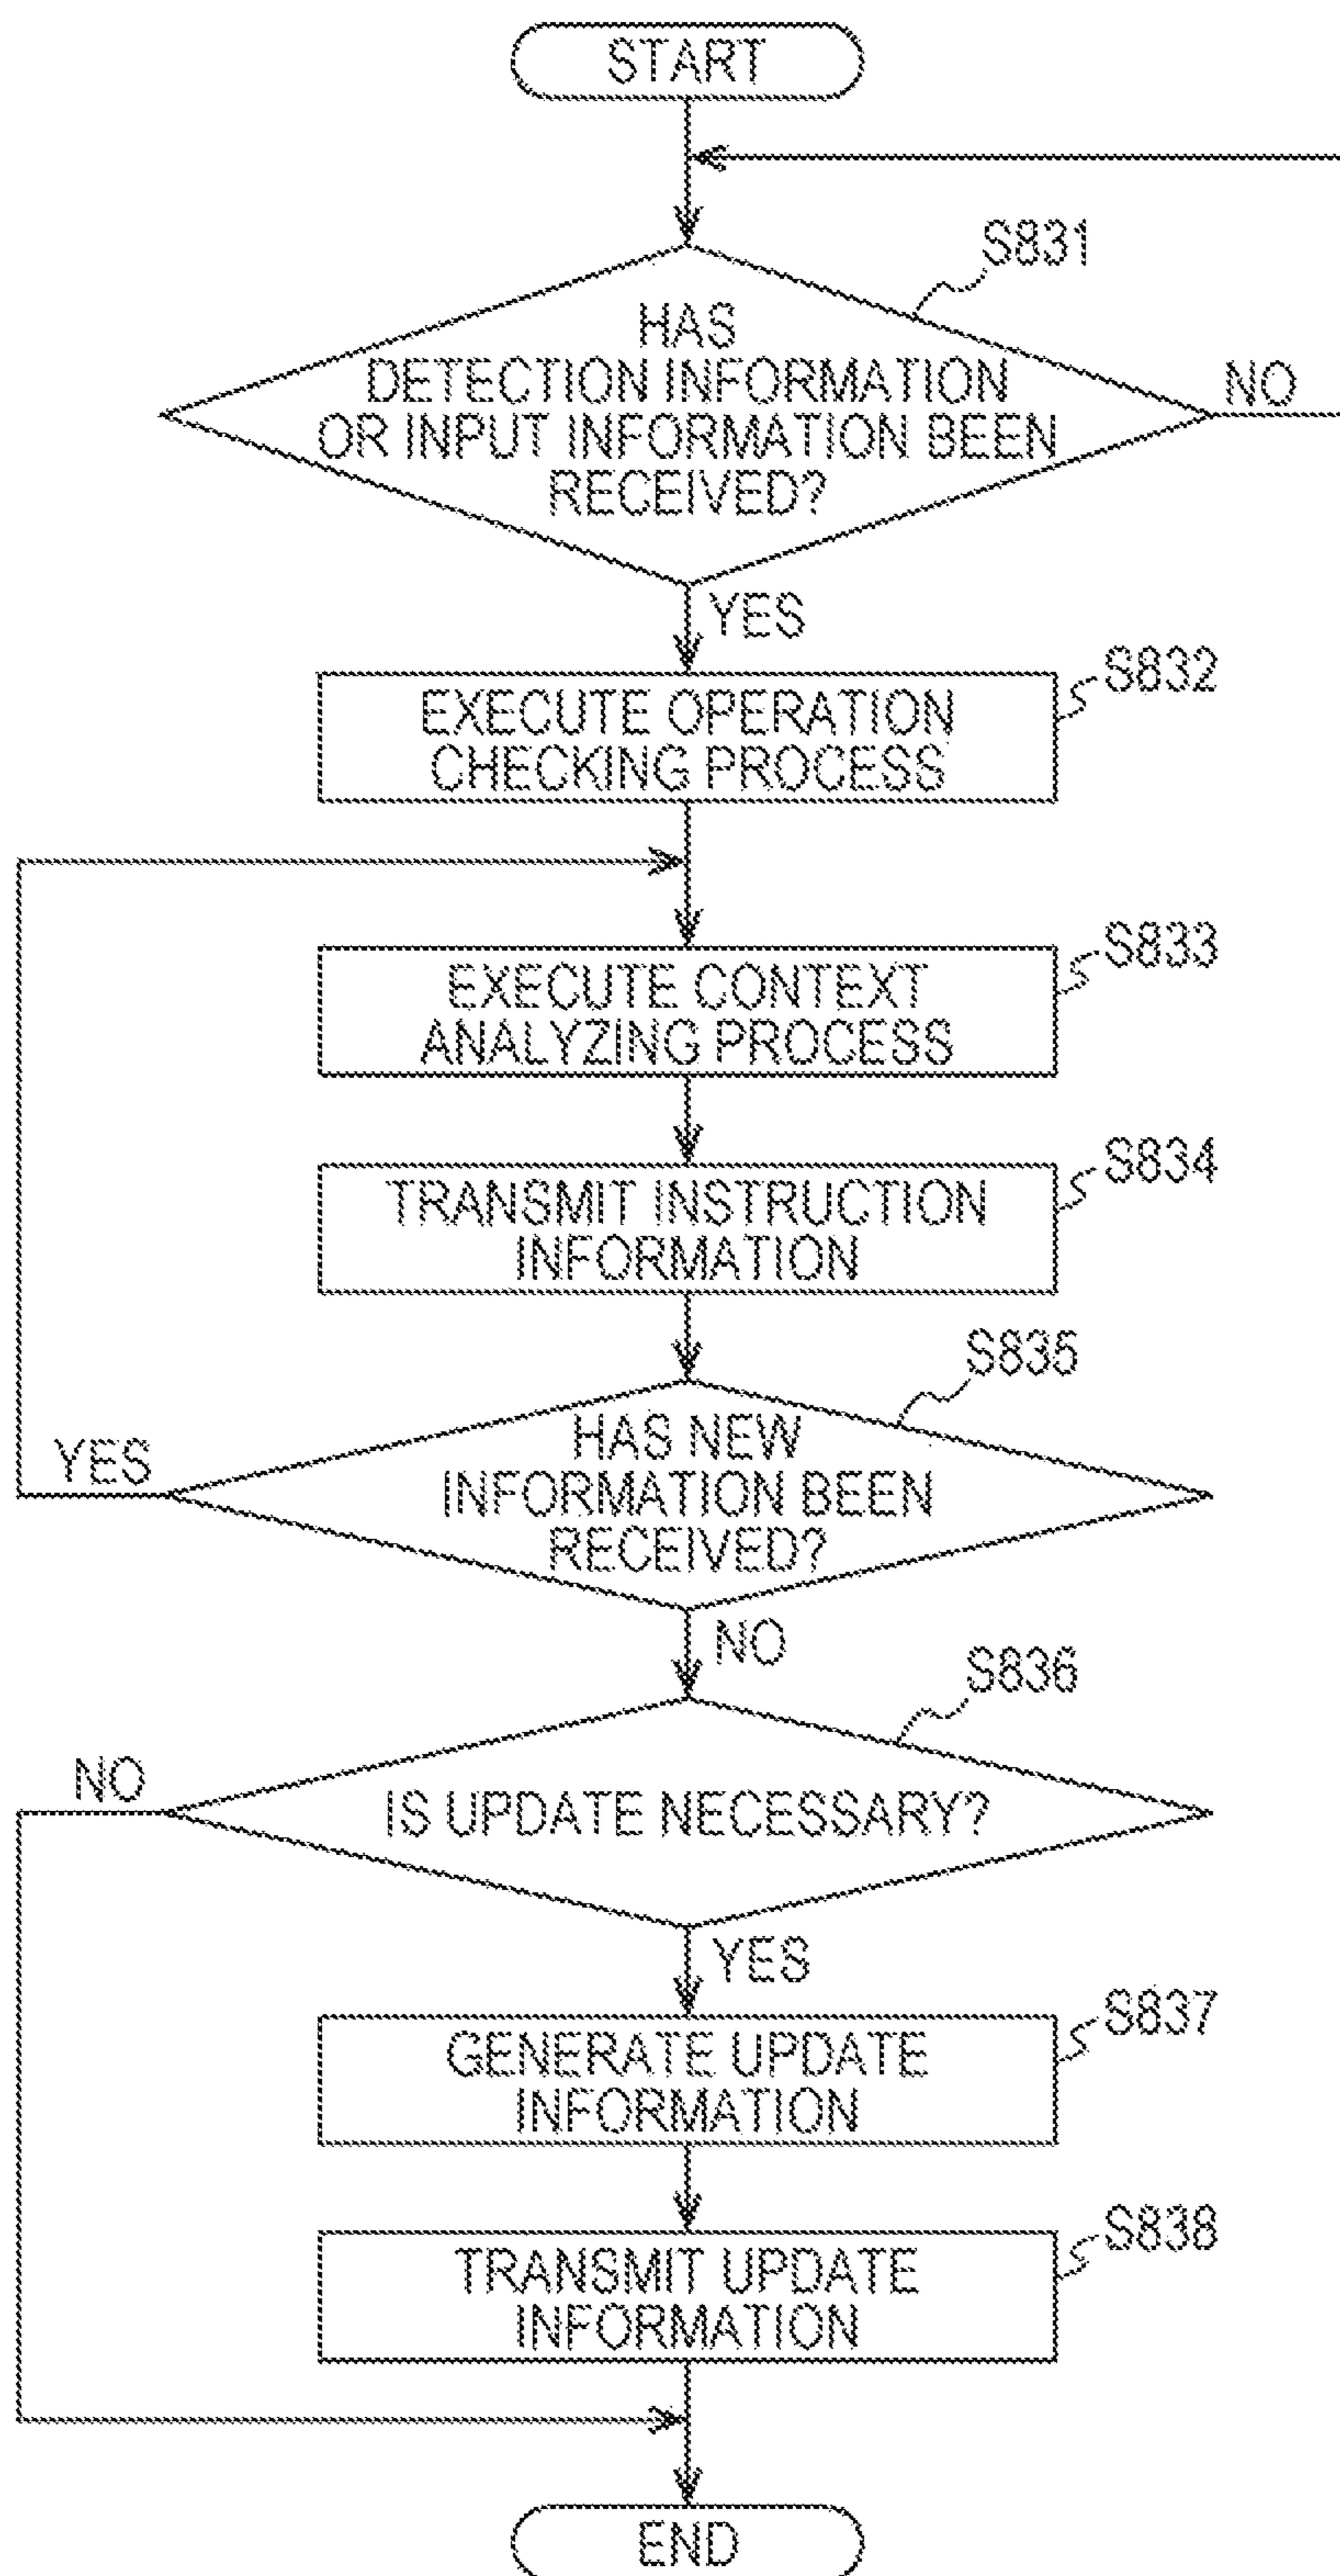 START
S831
HAS
DETECTION INFORMATION
OR INPUT INFORMATION BEEN
RECEIVED?
NO
YES
S832
EXECUTE OPERATION
CHECKING PROCESS
S833
EXECUTE CONTEXT
ANALYZING PROCESS
S834
TRANSMIT INSTRUCTION
INFORMATION
S835
HAS NEW
INFORMATION BEEN
RECEIVED?
YES
NO
S836
IS UPDATE NECESSARY?
NO
YES
S837
GENERATE UPDATE
INFORMATION
S838
TRANSMIT UPDATE
INFORMATION
END